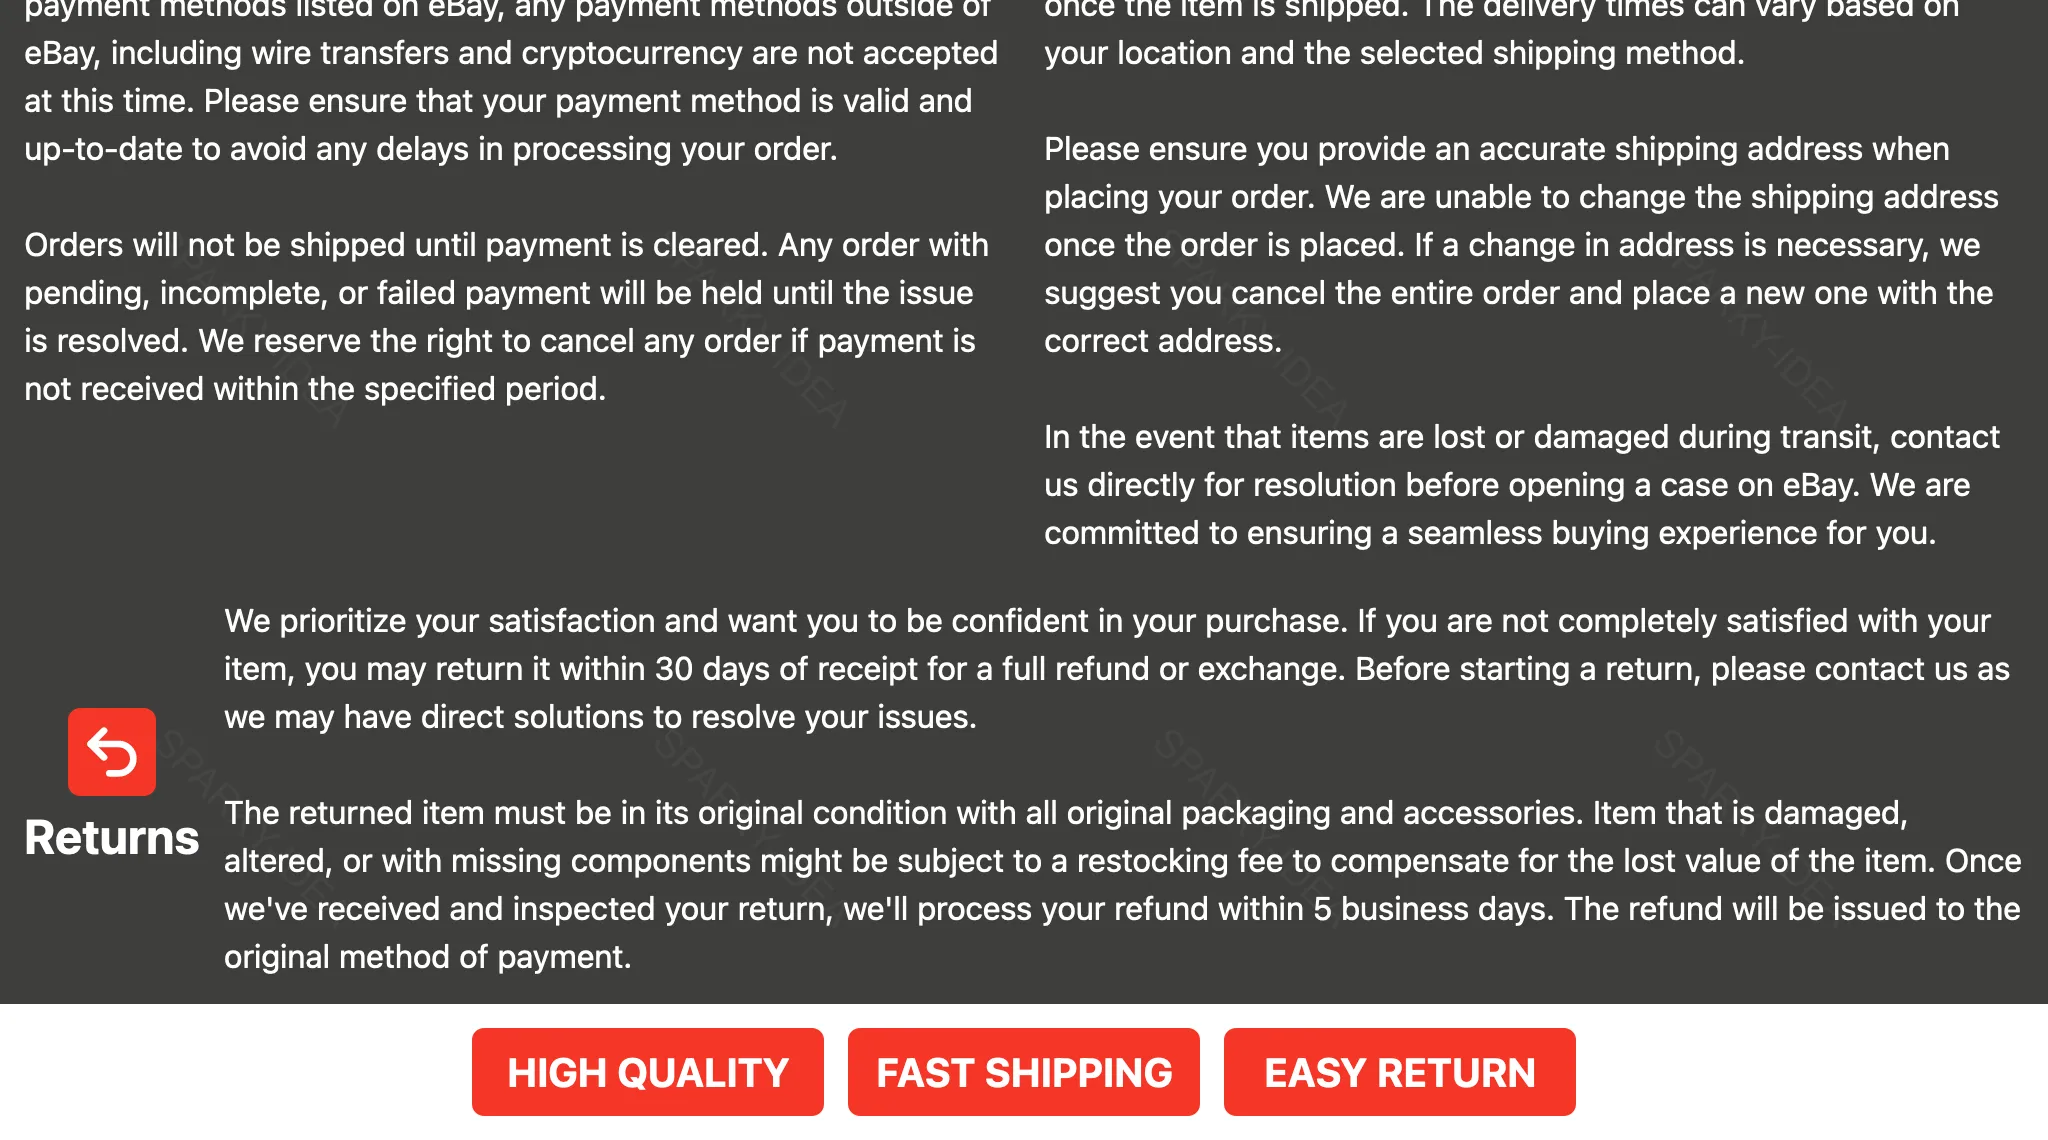 payment methods listed on eBay, any payment methods outside of
eBay, including wire transfers and cryptocurrency are not accepted
at this time. Please ensure that your payment method is valid and
up-to-date to avoid any delays in processing your order.
Orders will not be shipped until payment is cleared. Any order with
pending, incomplete, or failed payment will be held until the issue
is resolved. We reserve the right to cancel any order if payment is
not received within the specified period.
once the item is shipped. The delivery times can vary based on
your location and the selected shipping method.
Please ensure you provide an accurate shipping address when
placing your order. We are unable to change the shipping address
once the order is placed. If a change in address is necessary, we
suggest you cancel the entire order and place a new one with the
correct address.
In the event that items are lost or damaged during transit, contact
us directly for resolution before opening a case on eBay. We are
committed to ensuring a seamless buying experience for you.
Returns
We prioritize your satisfaction and want you to be confident in your purchase. If you are not completely satisfied with your
item, you may return it within 30 days of receipt for a full refund or exchange. Before starting a return, please contact us as
we may have direct solutions to resolve your issues.
The returned item must be in its original condition with all original packaging and accessories. Item that is damaged,
altered, or with missing components might be subject to a restocking fee to compensate for the lost value of the item. Once
we've received and inspected your return, we'll process your refund within 5 business days. The refund will be issued to the
original method of payment.
HIGH QUALITY
FAST SHIPPING
EASY RETURN
SPARKY-IDEA
SPARKY-IDEA
SPARKY-IDEA
SPARKY-IDEA
SPARKY-IDEA
SPARKY-IDEA
SPARKY-IDEA
SPARKY-IDEA